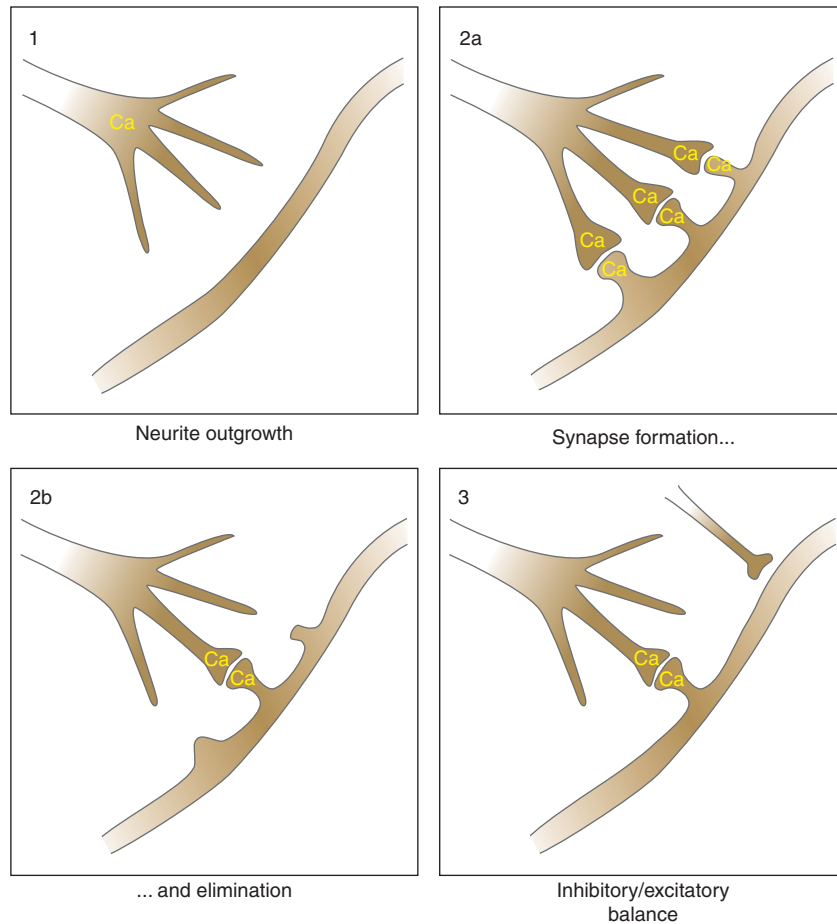 1
Ca
Neurite outgrowth
2a
Ca
Ca
Ca
Ca
Ca
Ca
Synapse formation...
2b
Ca
Ca
... and elimination
3
Ca
Ca
Inhibitory/excitatory
balance